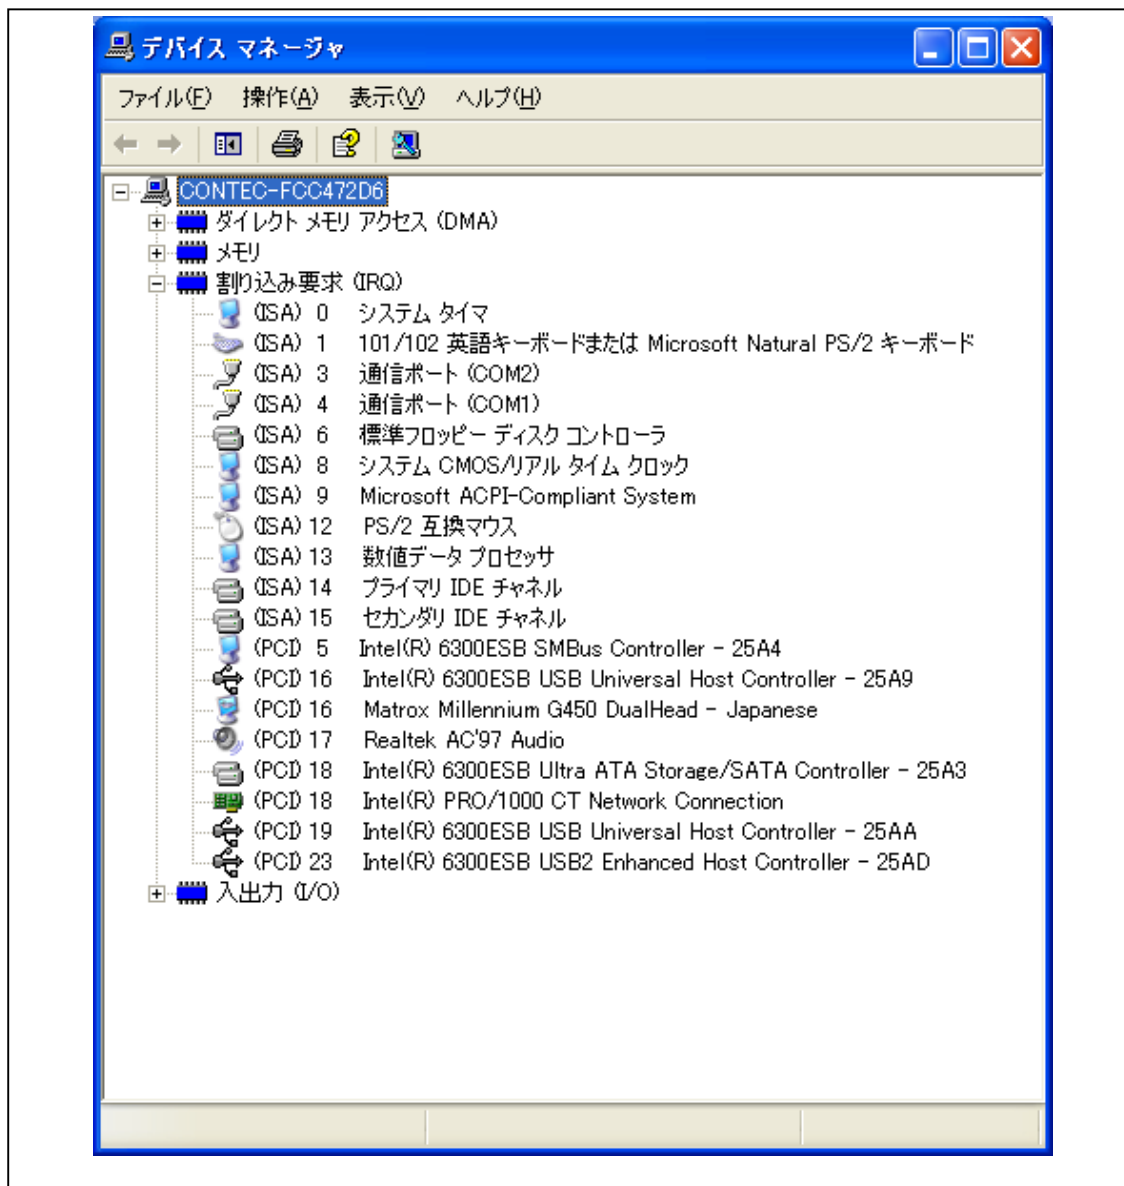 デバイス マネージャ
ファイル(F) 操作(A) 表示(V) ヘルプ(H)
CONTEC-FCC472D6
ダイレクト メモリ アクセス (DMA)
メモリ
割り込み要求 (IRQ)
(ISA) 0 システム タイマ
(ISA) 1 101/102 英語キーボードまたは Microsoft Natural PS/2 キーボード
(ISA) 3 通信ポート (COM2)
(ISA) 4 通信ポート (COM1)
(ISA) 6 標準フロッピー ディスク コントローラ
(ISA) 8 システム CMOS/リアル タイム クロック
(ISA) 9 Microsoft ACPI-Compliant System
(ISA) 12 PS/2 互換マウス
(ISA) 13 数値データ プロセッサ
(ISA) 14 プライマリ IDE チャネル
(ISA) 15 セカンダリ IDE チャネル
(PCI) 5 Intel(R) 6300ESB SMBus Controller - 25A4
(PCI) 16 Intel(R) 6300ESB USB Universal Host Controller - 25A9
(PCI) 16 Matrox Millennium G450 DualHead - Japanese
(PCI) 17 Realtek AC'97 Audio
(PCI) 18 Intel(R) 6300ESB Ultra ATA Storage/SATA Controller - 25A3
(PCI) 18 Intel(R) PRO/1000 CT Network Connection
(PCI) 19 Intel(R) 6300ESB USB Universal Host Controller - 25AA
(PCI) 23 Intel(R) 6300ESB USB2 Enhanced Host Controller - 25AD
入出力 (I/O)